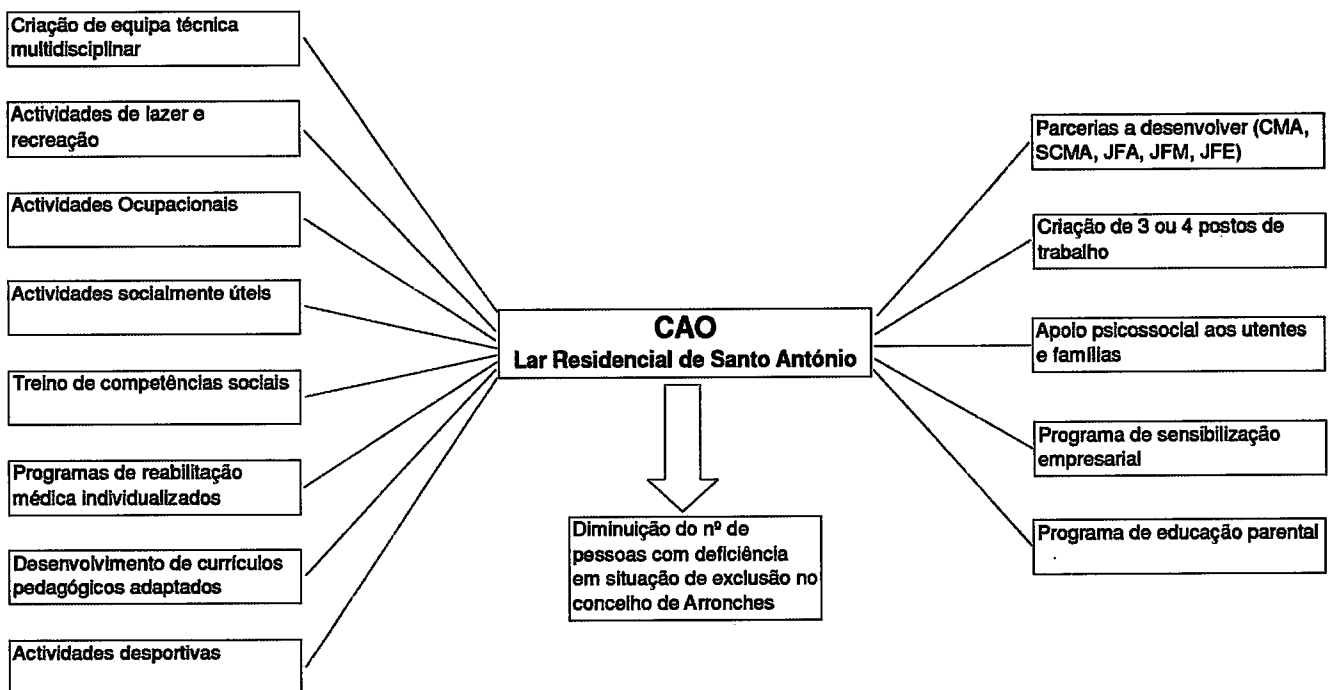 Criação de equipa técnica
multidisciplinar
Actividades de lazer e
recreação
Actividades Ocupacionais
Actividades socialmente úteis
Treino de competências sociais
Programas de reabilitação
médica individualizados
Desenvolvimento de currículos
pedagógicos adaptados
Actividades desportivas
CAO
Lar Residencial de Santo António
Diminuição do nº de
pessoas com deficiência
em situação de exclusão no
concelho de Arronches
Parcerias a desenvolver (CMA,
SCMA, JFA, JFM, JFE)
Criação de 3 ou 4 postos de
trabalho
Apoio psicossocial aos utentes
e famílias
Programa de sensibilização
empresarial
Programa de educação parental